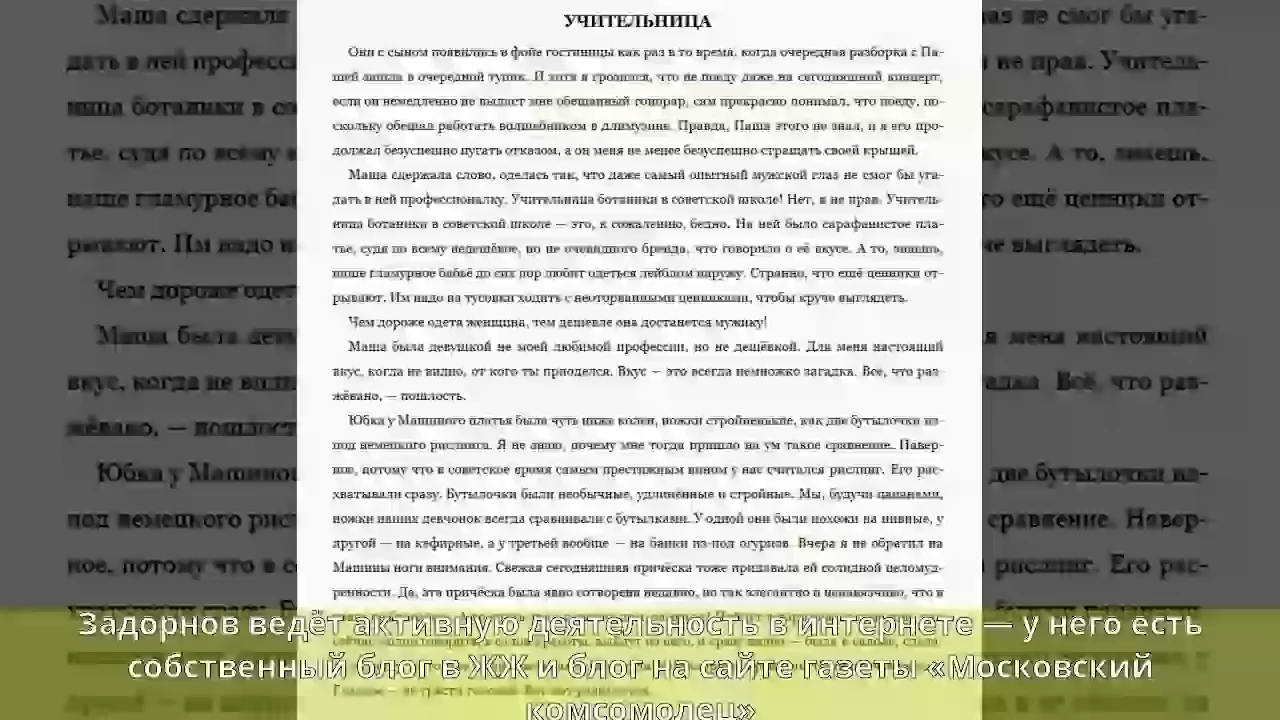 УЧИТЕЛЬНИЦА
Они с сыном появились в фойе гостиницы как раз в то время, когда очередная разборка с Па-
шей зашла в очередной тупик. И хотя я грозился, что не поеду даже на сегодняшний концерт,
если он немедленно не выдаст мне обещанный гонорар, сам прекрасно понимал, что поеду, по-
скольку обещал работать волшебником в длимузине. Правда, Паша этого не знал, и я его про-
должал безуспешно пугать отказом, а он меня не менее безуспешно стращать своей крышей.
Маша сдержала слово, оделась так, что даже самый опытный мужской глаз не смог бы уга-
дать в ней профессионалку. Учительница ботаники в советской школе! Нет, я не прав. Учитель-
ница ботаники в советской школе — это, к сожалению, бедно. На ней было сарафанистое пла-
тье, судя по всему недешёвое, но не очевидного бренда, что говорило о её вкусе. А то, знаешь,
наше гламурное бабьё до сих пор любит одеться лейблом наружу. Странно, что ещё ценники от-
рывают. Им надо на тусовки ходить с неоторванными ценниками, чтобы круче выглядеть.
Чем дороже одета женщина, тем дешевле она достанется мужику!
Маша была девушкой не моей любимой профессии, но не дешёвкой. Для меня настоящий
вкус, когда не видно, от кого ты приоделся. Вкус — это всегда немножко загадка. Все, что раз-
жёвано, — пошлость.
Юбка у Машиного платья была чуть ниже колен, ножки стройненькие, как две бутылочки из-
под немецкого рислинга. Я не знаю, почему мне тогда пришло на ум такое сравнение. Навер-
ное, потому что в советское время самым престижным вином у нас считался рислинг. Его рас-
хватывали сразу. Бутылочки были необычные, удлинённые и стройные. Мы, будучи пацанами,
ножки наших девчонок всегда сравнивали с бутылками. У одной они были похожи на пивные, у
другой — на кефирные, а у третьей вообще — на банки из-под огурцов. Вчера я не обратил на
Машины ноги внимания. Свежая сегодняшняя причёска тоже придавала ей солидной целомуд-
ренности. Да, эта причёска была явно сотворена недавно, но так элегантно и ненавязчиво, что в
Задорнов ведёт активную деятельность в интернете — у него есть
собственный блог в ЖЖ и блог на сайте газеты «Московский
комсомолец»